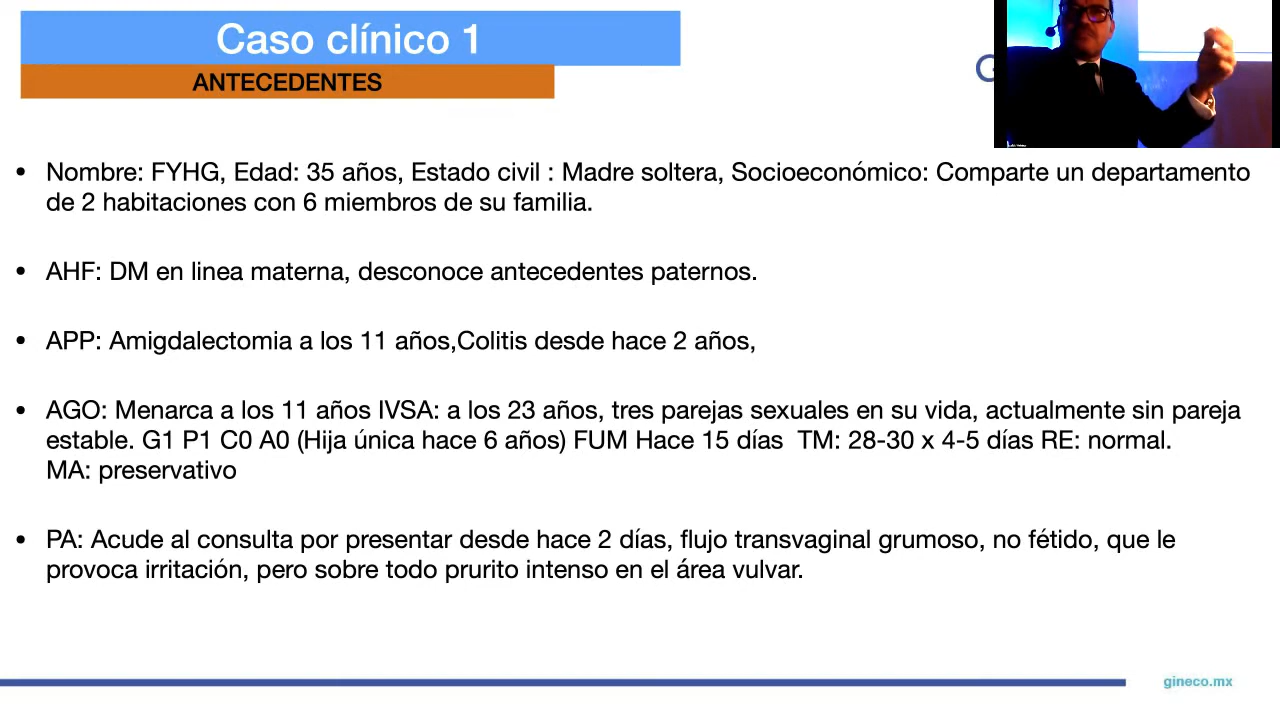 Caso clínico 1
ANTECEDENTES
G
• Nombre: FYHG, Edad: 35 años, Estado civil : Madre soltera, Socioeconómico: Comparte un departamento
de 2 habitaciones con 6 miembros de su familia.
• AHF: DM en linea materna, desconoce antecedentes paternos.
• APP: Amigdalectomia a los 11 años,Colitis desde hace 2 años,
• AGO: Menarca a los 11 años IVSA: a los 23 años, tres parejas sexuales en su vida, actualmente sin pareja
estable. G1 P1 C0 A0 (Hija única hace 6 años) FUM Hace 15 días  TM: 28-30 x 4-5 días RE: normal.
MA: preservativo
• PA: Acude al consulta por presentar desde hace 2 días, flujo transvaginal grumoso, no fétido, que le
provoca irritación, pero sobre todo prurito intenso en el área vulvar.
gineco.mx